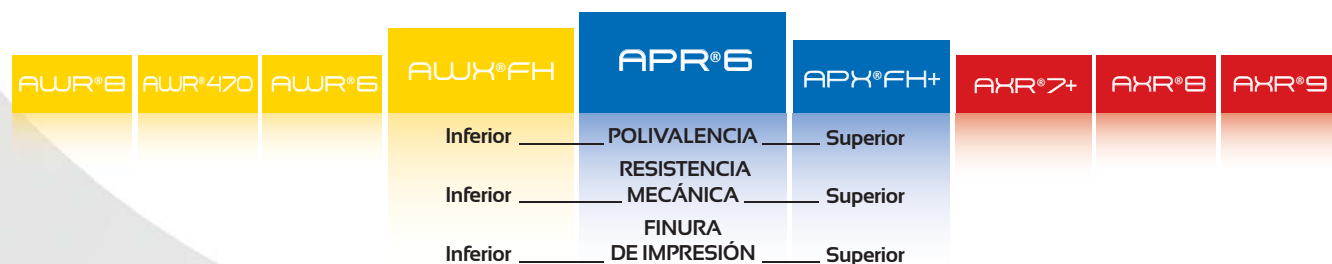 AWR®8 AWR®470 AWR®6 AWX®FH APR®6 APX®FH+ AXR®7+ AXR®8 AXR®9
Inferior POLIVALENCIA Superior
RESISTENCIA
Inferior MECÁNICA Superior
FINURA
Inferior DE IMPRESIÓN Superior